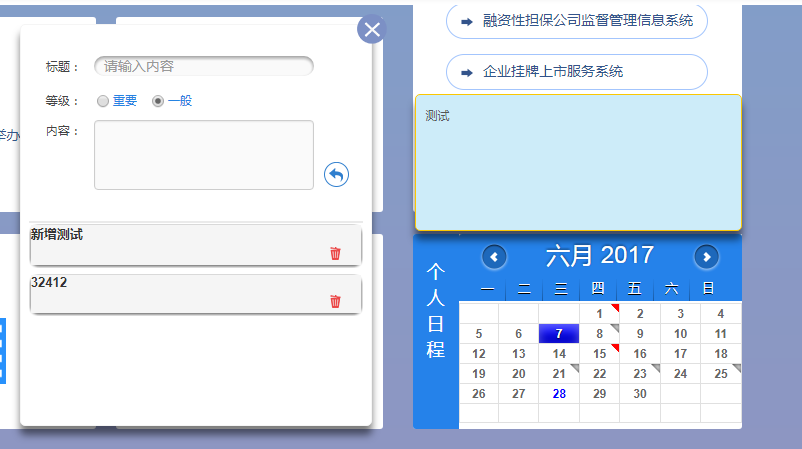 标题：
请输入内容
等级：
重要
一般
内容：
新增测试
32412
举办
融资性担保公司监督管理信息系统
企业挂牌上市服务系统
测试
个人日程
六月 2017
一 二 三 四 五 六 日
1 2 3 4
5 6 7 8 9 10 11
12 13 14 15 16 17 18
19 20 21 22 23 24 25
26 27 28 29 30